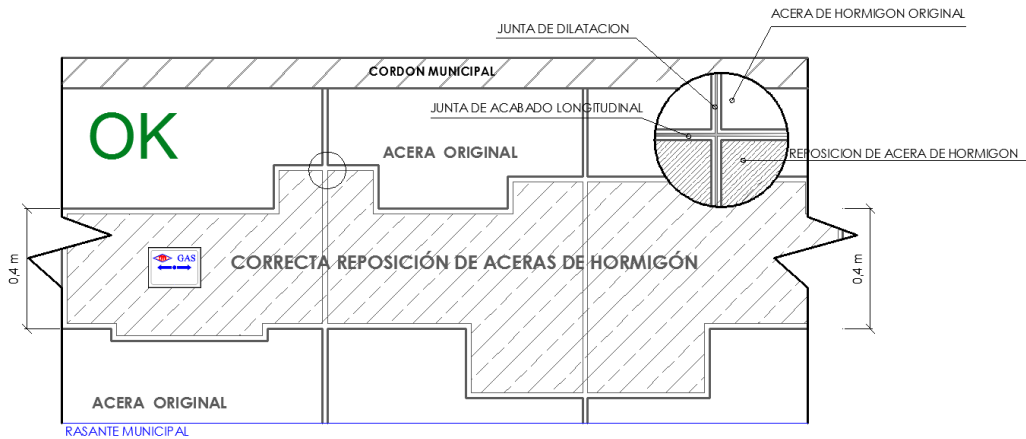 ACERA DE HORMIGON ORIGINAL
JUNTA DE DILATACION
CORDON MUNICIPAL
JUNTA DE ACABADO LONGITUDINAL
OK
ACERA ORIGINAL
REPOSICION DE ACERA DE HORMIGON
GAS
CORRECTA REPOSICIÓN DE ACERAS DE HORMIGÓN
0,4 m
0,4 m
ACERA ORIGINAL
RASANTE MUNICIPAL